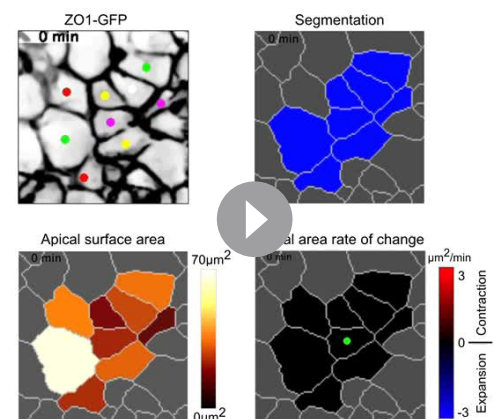 ZO1-GFP
Segmentation
0 min
0 min
Apical surface area
al area rate of change
0 min
70µm²
0 min
µm²/min
3
0
-3
Contraction
Expansion
0µm²